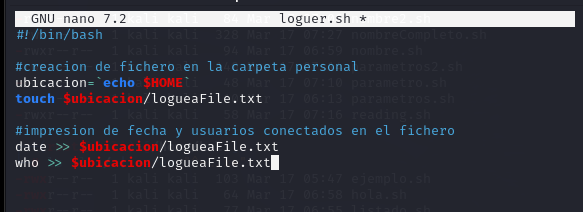 GNU nano 7.2 loguer.sh *
#!/bin/bash
#creacion de fichero en la carpeta personal
ubicacion=`echo $HOME`
touch $ubicacion/logueaFile.txt
#impresion de fecha y usuarios conectados en el fichero
date >> $ubicacion/logueaFile.txt
who >> $ubicacion/logueaFile.txt